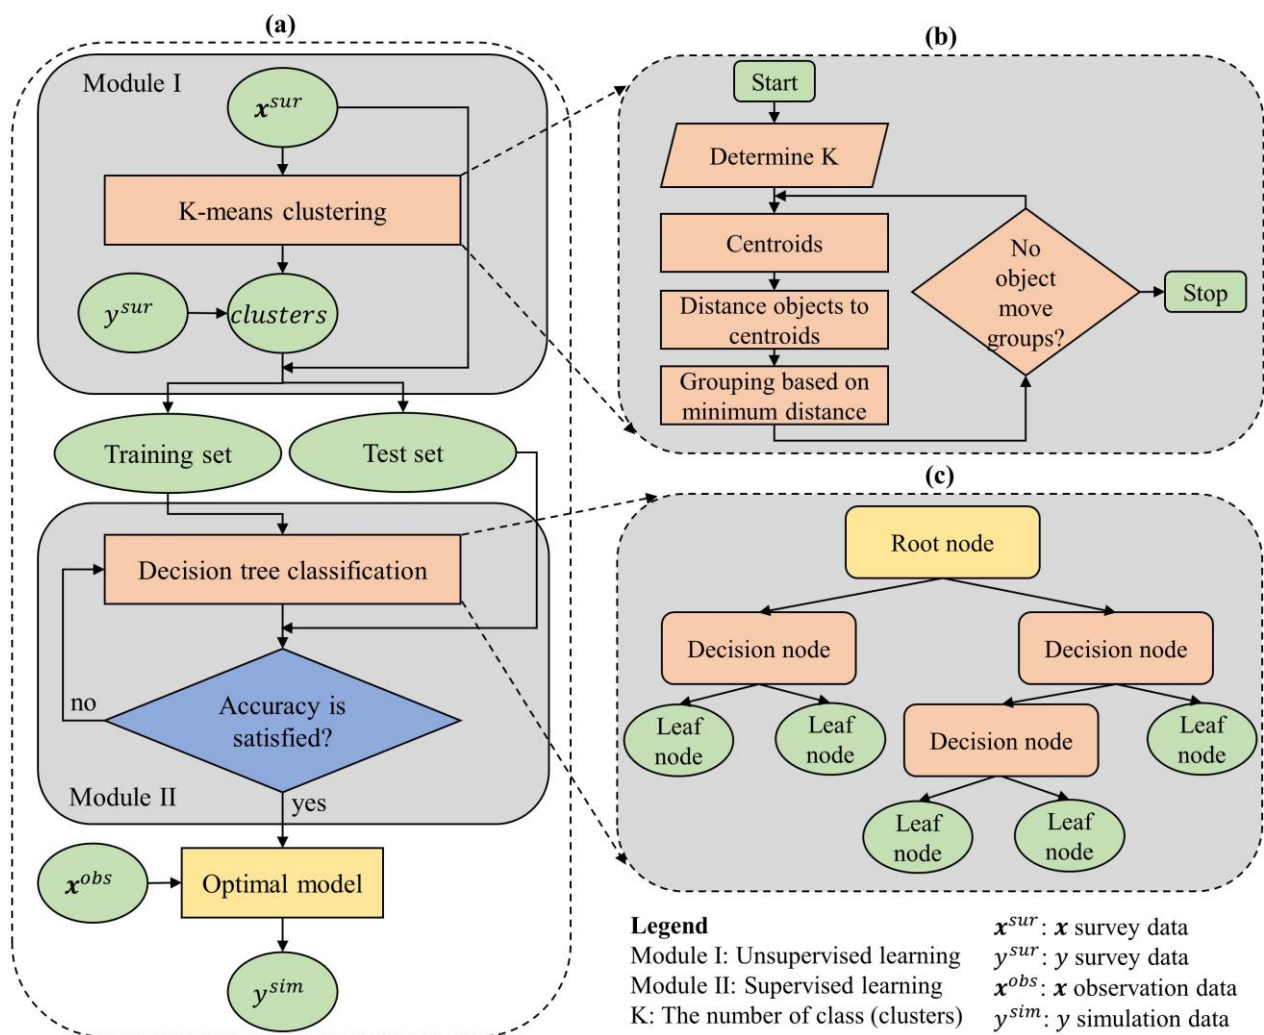 (a)
Module I
x^sur
K-means clustering
y^sur
clusters
Training set
Test set
Decision tree classification
no
Accuracy is
satisfied?
Module II
yes
x^obs
Optimal model
y^sim
(b)
Start
Determine K
Centroids
Distance objects to
centroids
Grouping based on
minimum distance
No
object
move
groups?
Stop
(c)
Root node
Decision node
Decision node
Leaf
node
Leaf
node
Decision node
Leaf
node
Leaf
node
Leaf
node
Legend
Module I: Unsupervised learning
Module II: Supervised learning
K: The number of class (clusters)
x^sur: x survey data
y^sur: y survey data
x^obs: x observation data
y^sim: y simulation data